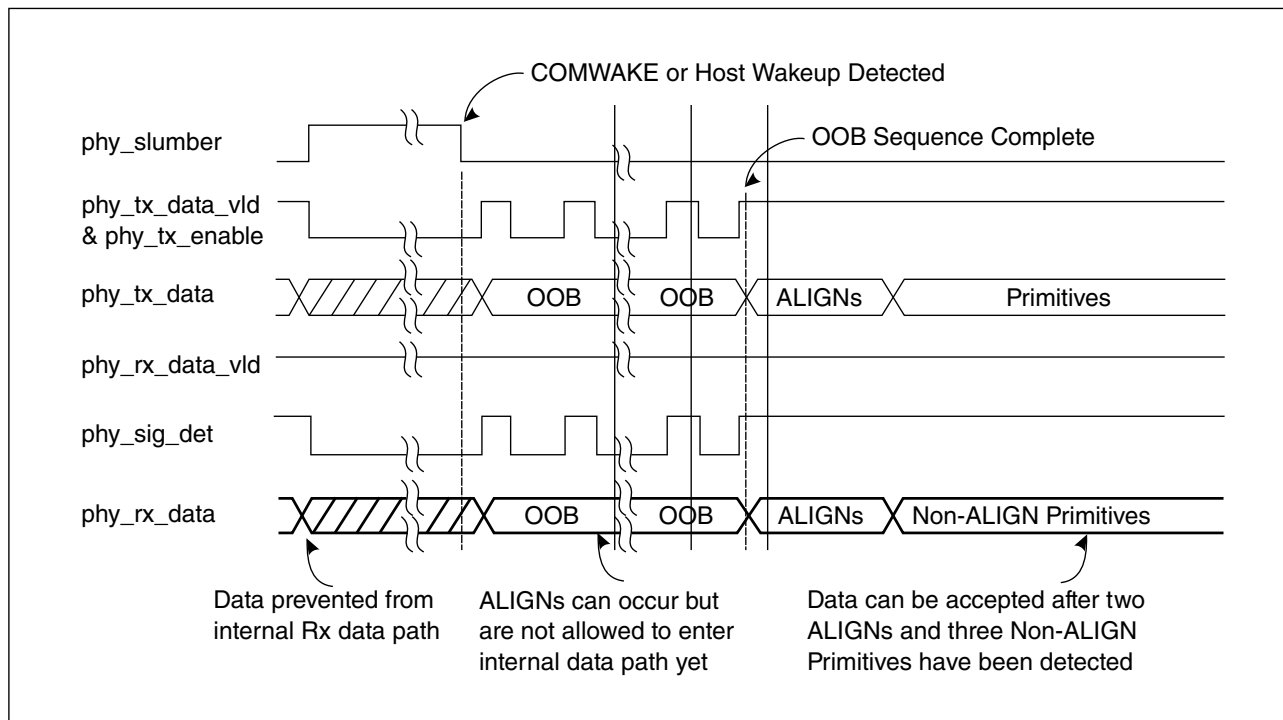 COMWAKE or Host Wakeup Detected
phy_slumber
OOB Sequence Complete
phy_tx_data_vld
& phy_tx_enable
phy_tx_data
OOB
OOB
ALIGNs
Primitives
phy_rx_data_vld
phy_sig_det
phy_rx_data
OOB
OOB
ALIGNs
Non-ALIGN Primitives
Data prevented from
internal Rx data path
ALIGNs can occur but
are not allowed to enter
internal data path yet
Data can be accepted after two
ALIGNs and three Non-ALIGN
Primitives have been detected